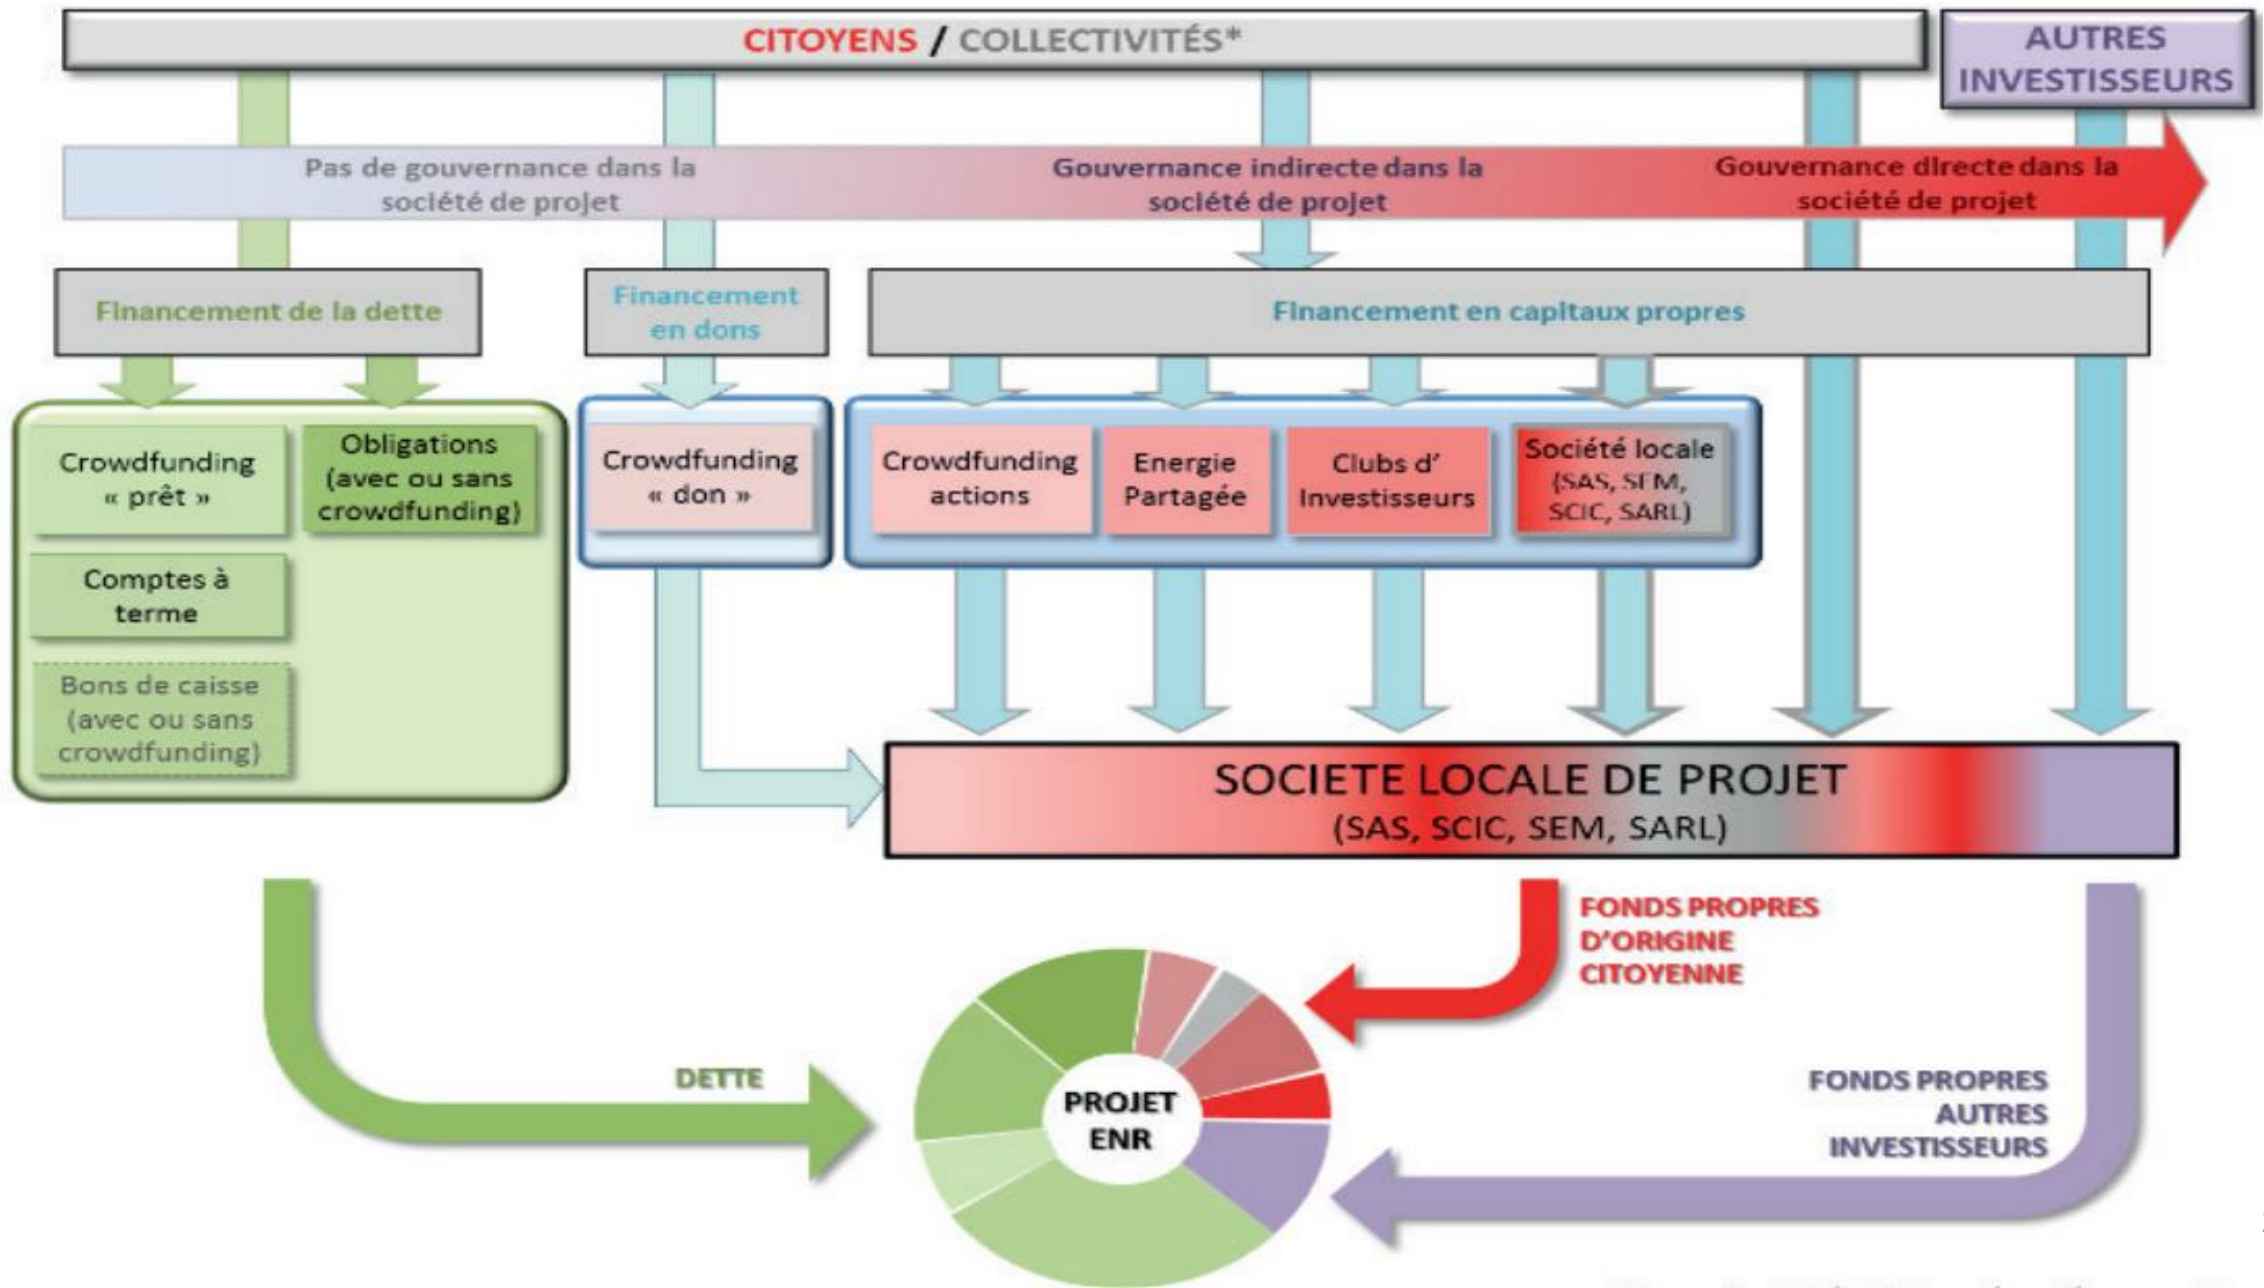 CITOYENS / COLLECTIVITÉS*
AUTRES
INVESTISSEURS
Pas de gouvernance dans la
société de projet
Gouvernance indirecte dans la
société de projet
Gouvernance directe dans la
société de projet
Financement de la dette
Financement
en dons
Financement en capitaux propres
Crowdfunding
« prêt »
Obligations
(avec ou sans
crowdfunding)
Comptes à
terme
Bons de caisse
(avec ou sans
crowdfunding)
Crowdfunding
« don »
Crowdfunding
actions
Energie
Partagée
Clubs d'
Investisseurs
Société locale
(SAS, SEM,
SCIC, SARL)
SOCIETE LOCALE DE PROJET
(SAS, SCIC, SEM, SARL)
FONDS PROPRES
D'ORIGINE
CITOYENNE
DETTE
PROJET
ENR
FONDS PROPRES
AUTRES
INVESTISSEURS